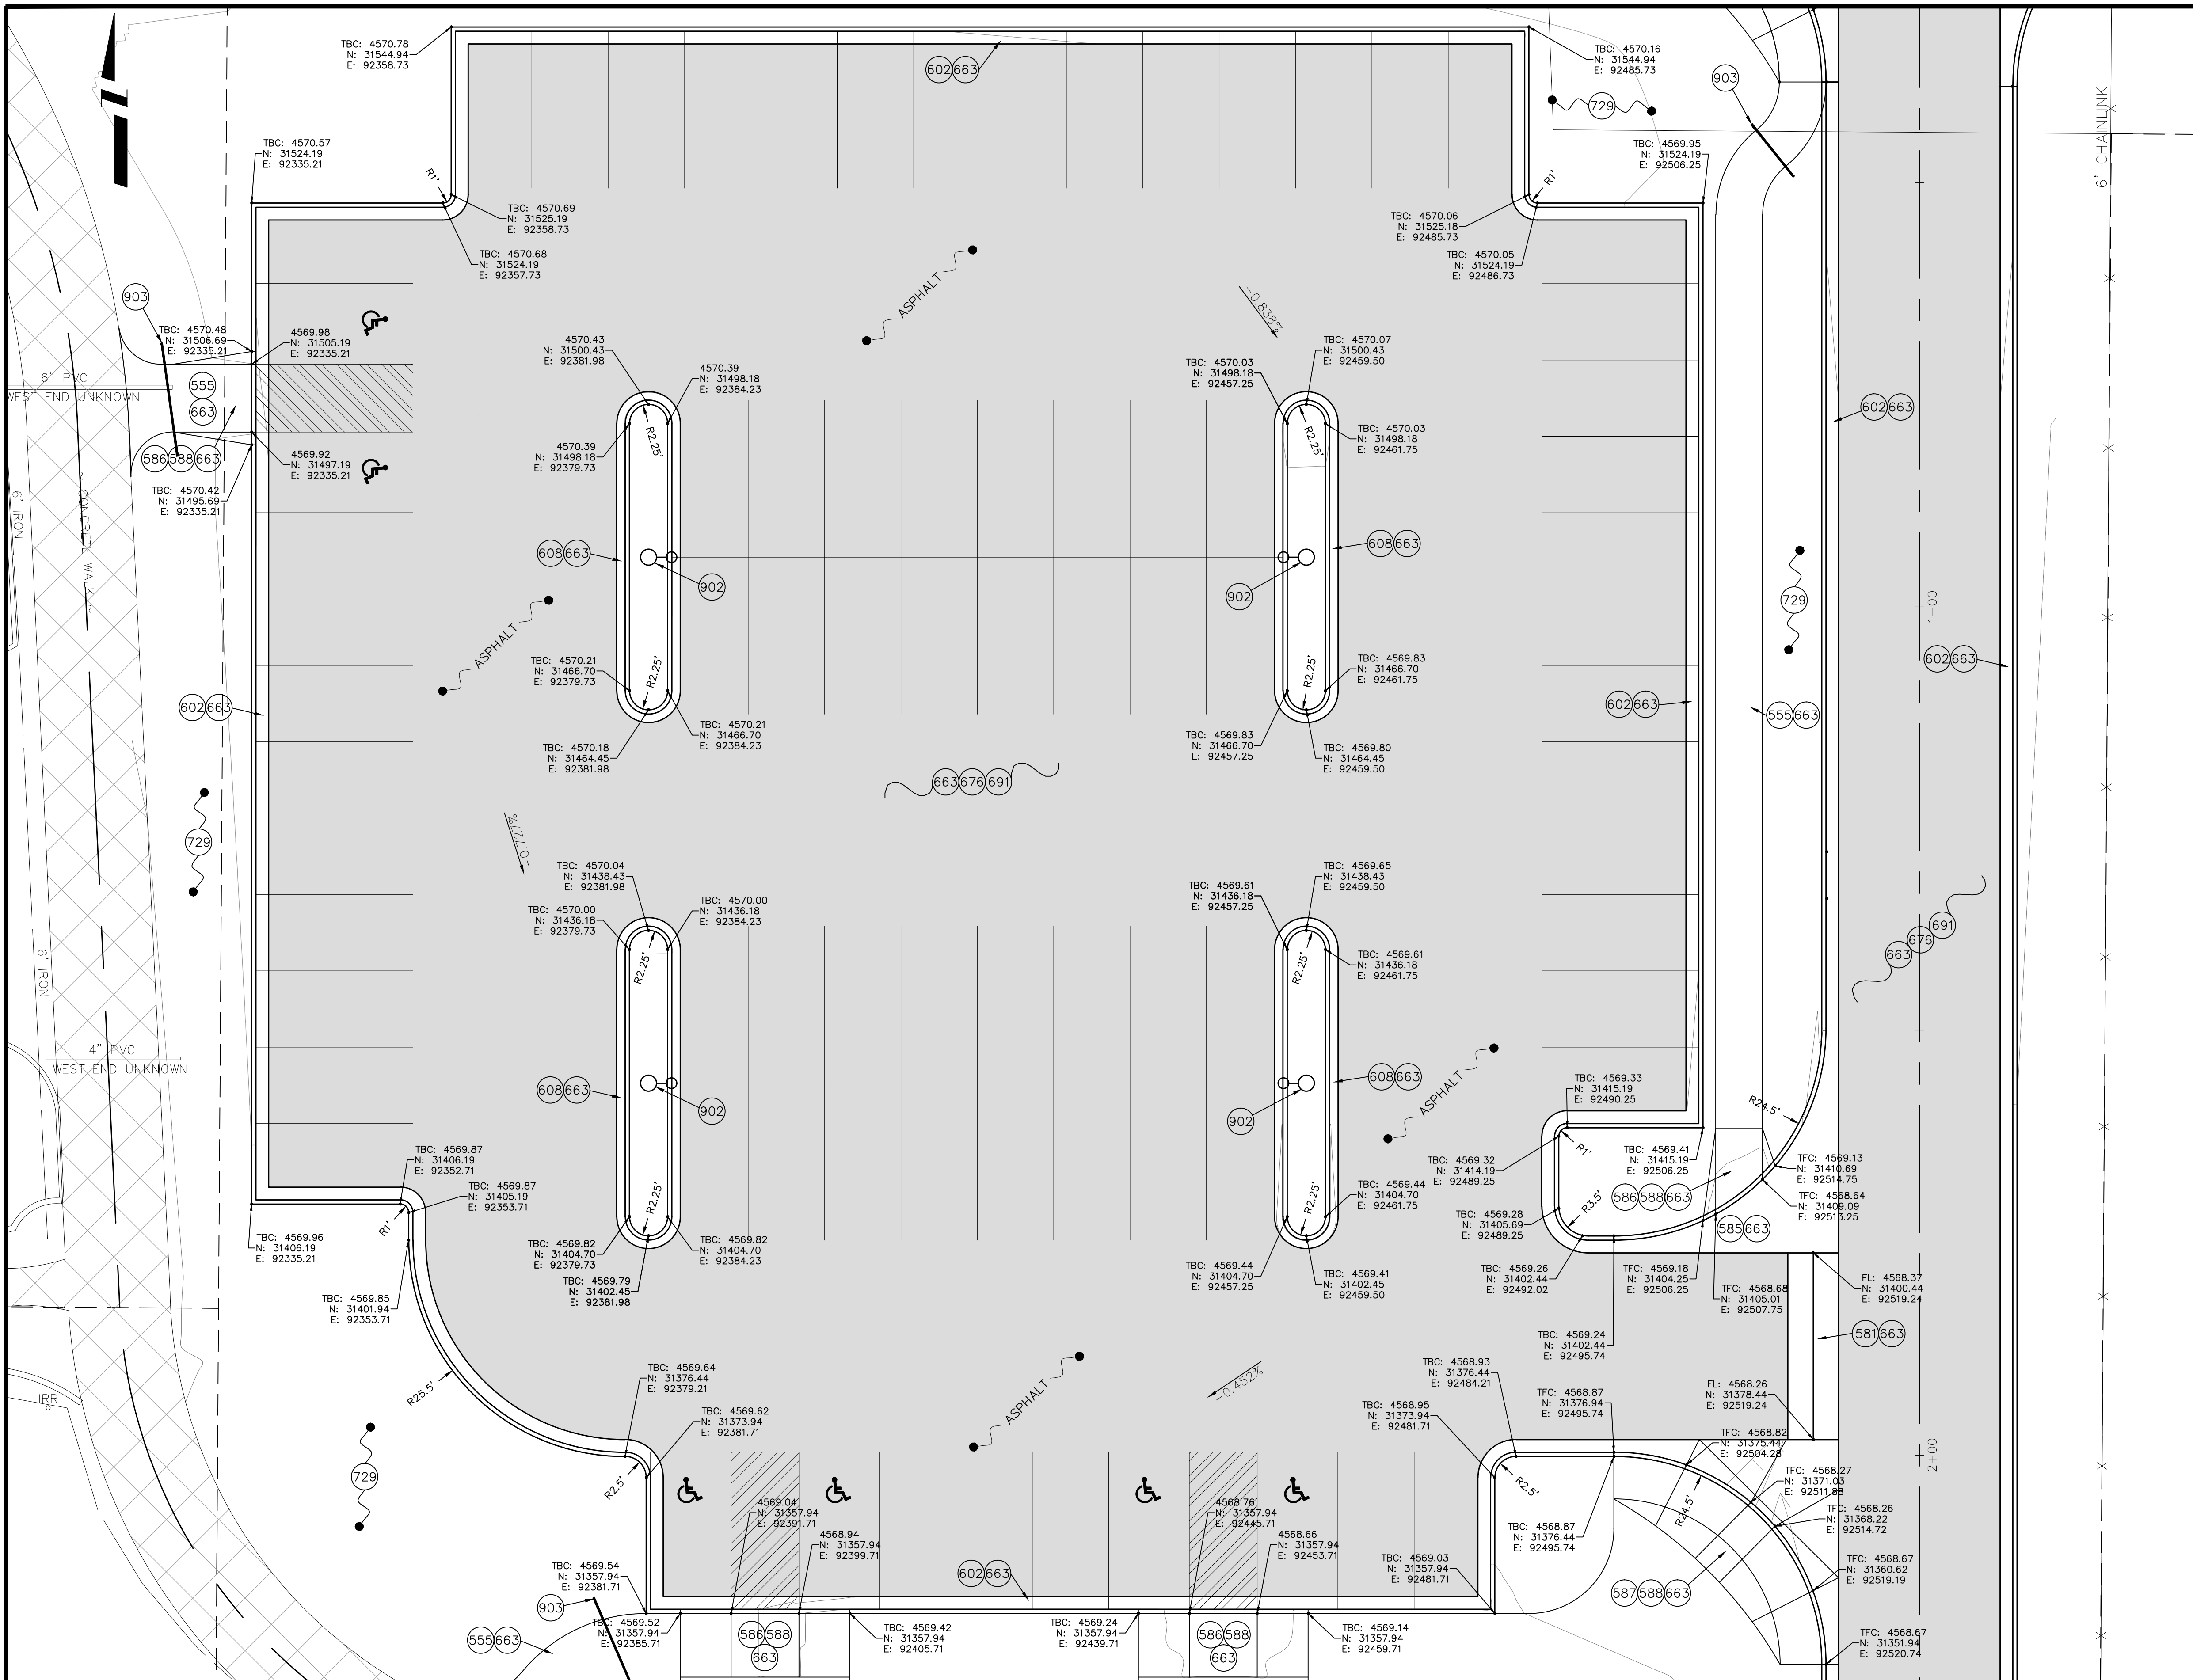 TBC: 4570.78
N: 31544.94
E: 92358.73
602 663
TBC: 4570.16
N: 31544.94
E: 92485.73
903
729
6' CHAINLINK
TBC: 4570.57
N: 31524.19
E: 92335.21
R1'
TBC: 4570.69
N: 31525.19
E: 92358.73
TBC: 4570.68
N: 31524.19
E: 92357.73
TBC: 4569.95
N: 31524.19
E: 92506.25
R1'
TBC: 4570.06
N: 31525.18
E: 92485.73
TBC: 4570.05
N: 31524.19
E: 92486.73
ASPHALT
-0.838%
903
TBC: 4570.48
N: 31506.69
E: 92335.21
4569.98
N: 31505.19
E: 92335.21
4570.43
N: 31500.43
E: 92381.98
4570.39
N: 31498.18
E: 92384.23
TBC: 4570.03
N: 31498.18
E: 92457.25
TBC: 4570.07
N: 31500.43
E: 92459.50
6" PVC
WEST END UNKNOWN
555
663
586 588 663
4570.39
N: 31498.18
E: 92379.73
R2.25'
R2.25'
TBC: 4570.03
N: 31498.18
E: 92461.75
602 663
4569.92
N: 31497.19
E: 92335.21
TBC: 4570.42
N: 31495.69
E: 92335.21
6' IRON
CONCRETE WALK
608 663
902
902
608 663
729
1+00
ASPHALT
TBC: 4570.21
N: 31466.70
E: 92379.73
R2.25'
R2.25'
TBC: 4569.83
N: 31466.70
E: 92461.75
602 663
602 663
602 663
555 663
TBC: 4570.21
N: 31466.70
E: 92384.23
TBC: 4570.18
N: 31464.45
E: 92381.98
TBC: 4569.83
N: 31466.70
E: 92457.25
TBC: 4569.80
N: 31464.45
E: 92459.50
663 676 691
729
-0.727%
TBC: 4570.04
N: 31438.43
E: 92381.98
TBC: 4570.00
N: 31436.18
E: 92379.73
TBC: 4570.00
N: 31436.18
E: 92384.23
TBC: 4569.61
N: 31436.18
E: 92457.25
TBC: 4569.65
N: 31438.43
E: 92459.50
TBC: 4569.61
N: 31436.18
E: 92461.75
R2.25'
R2.25'
663 676 691
6' IRON
4" PVC
WEST END UNKNOWN
608 663
902
902
608 663
ASPHALT
TBC: 4569.33
N: 31415.19
E: 92490.25
R24.5'
TBC: 4569.87
N: 31406.19
E: 92352.71
TBC: 4569.87
N: 31405.19
E: 92353.71
R1'
R2.25'
R2.25'
TBC: 4569.32
N: 31414.19
E: 92489.25
R1'
TBC: 4569.41
N: 31415.19
E: 92506.25
TFC: 4569.13
N: 31410.69
E: 92514.75
586 588 663
TFC: 4568.64
N: 31409.09
E: 92513.25
TBC: 4569.44
N: 31404.70
E: 92461.75
R3.5'
TBC: 4569.28
N: 31405.69
E: 92489.25
585 663
TBC: 4569.96
N: 31406.19
E: 92335.21
TBC: 4569.82
N: 31404.70
E: 92379.73
TBC: 4569.82
N: 31404.70
E: 92384.23
TBC: 4569.79
N: 31402.45
E: 92381.98
TBC: 4569.44
N: 31404.70
E: 92457.25
TBC: 4569.41
N: 31402.45
E: 92459.50
TBC: 4569.26
N: 31402.44
E: 92492.02
TFC: 4569.18
N: 31404.25
E: 92506.25
TFC: 4568.68
N: 31405.01
E: 92507.75
FL: 4568.37
N: 31400.44
E: 92519.24
TBC: 4569.85
N: 31401.94
E: 92353.71
TBC: 4569.24
N: 31402.44
E: 92495.74
581 663
IRR
R25.5'
TBC: 4569.64
N: 31376.44
E: 92379.21
ASPHALT
-0.452%
TBC: 4568.93
N: 31376.44
E: 92484.21
TFC: 4568.87
N: 31376.94
E: 92495.74
FL: 4568.26
N: 31378.44
E: 92519.24
TBC: 4569.62
N: 31373.94
E: 92381.71
TBC: 4568.95
N: 31373.94
E: 92481.71
TFC: 4568.82
N: 31375.44
E: 92504.28
2+00
729
R2.5'
R2.5'
R24.5'
TFC: 4568.27
N: 31371.03
E: 92511.88
TFC: 4568.26
N: 31368.22
E: 92514.72
4569.04
N: 31357.94
E: 92391.71
4568.94
N: 31357.94
E: 92399.71
4568.76
N: 31357.94
E: 92445.71
4568.66
N: 31357.94
E: 92453.71
TBC: 4568.87
N: 31376.44
E: 92495.74
TBC: 4569.54
N: 31357.94
E: 92381.71
602 663
TBC: 4569.03
N: 31357.94
E: 92481.71
587 588 663
TFC: 4568.67
N: 31360.62
E: 92519.19
903
555 663
TBC: 4569.52
N: 31357.94
E: 92385.71
586 588
663
TBC: 4569.42
N: 31357.94
E: 92405.71
TBC: 4569.24
N: 31357.94
E: 92439.71
586 588
663
TBC: 4569.14
N: 31357.94
E: 92459.71
TFC: 4568.67
N: 31351.94
E: 92520.74